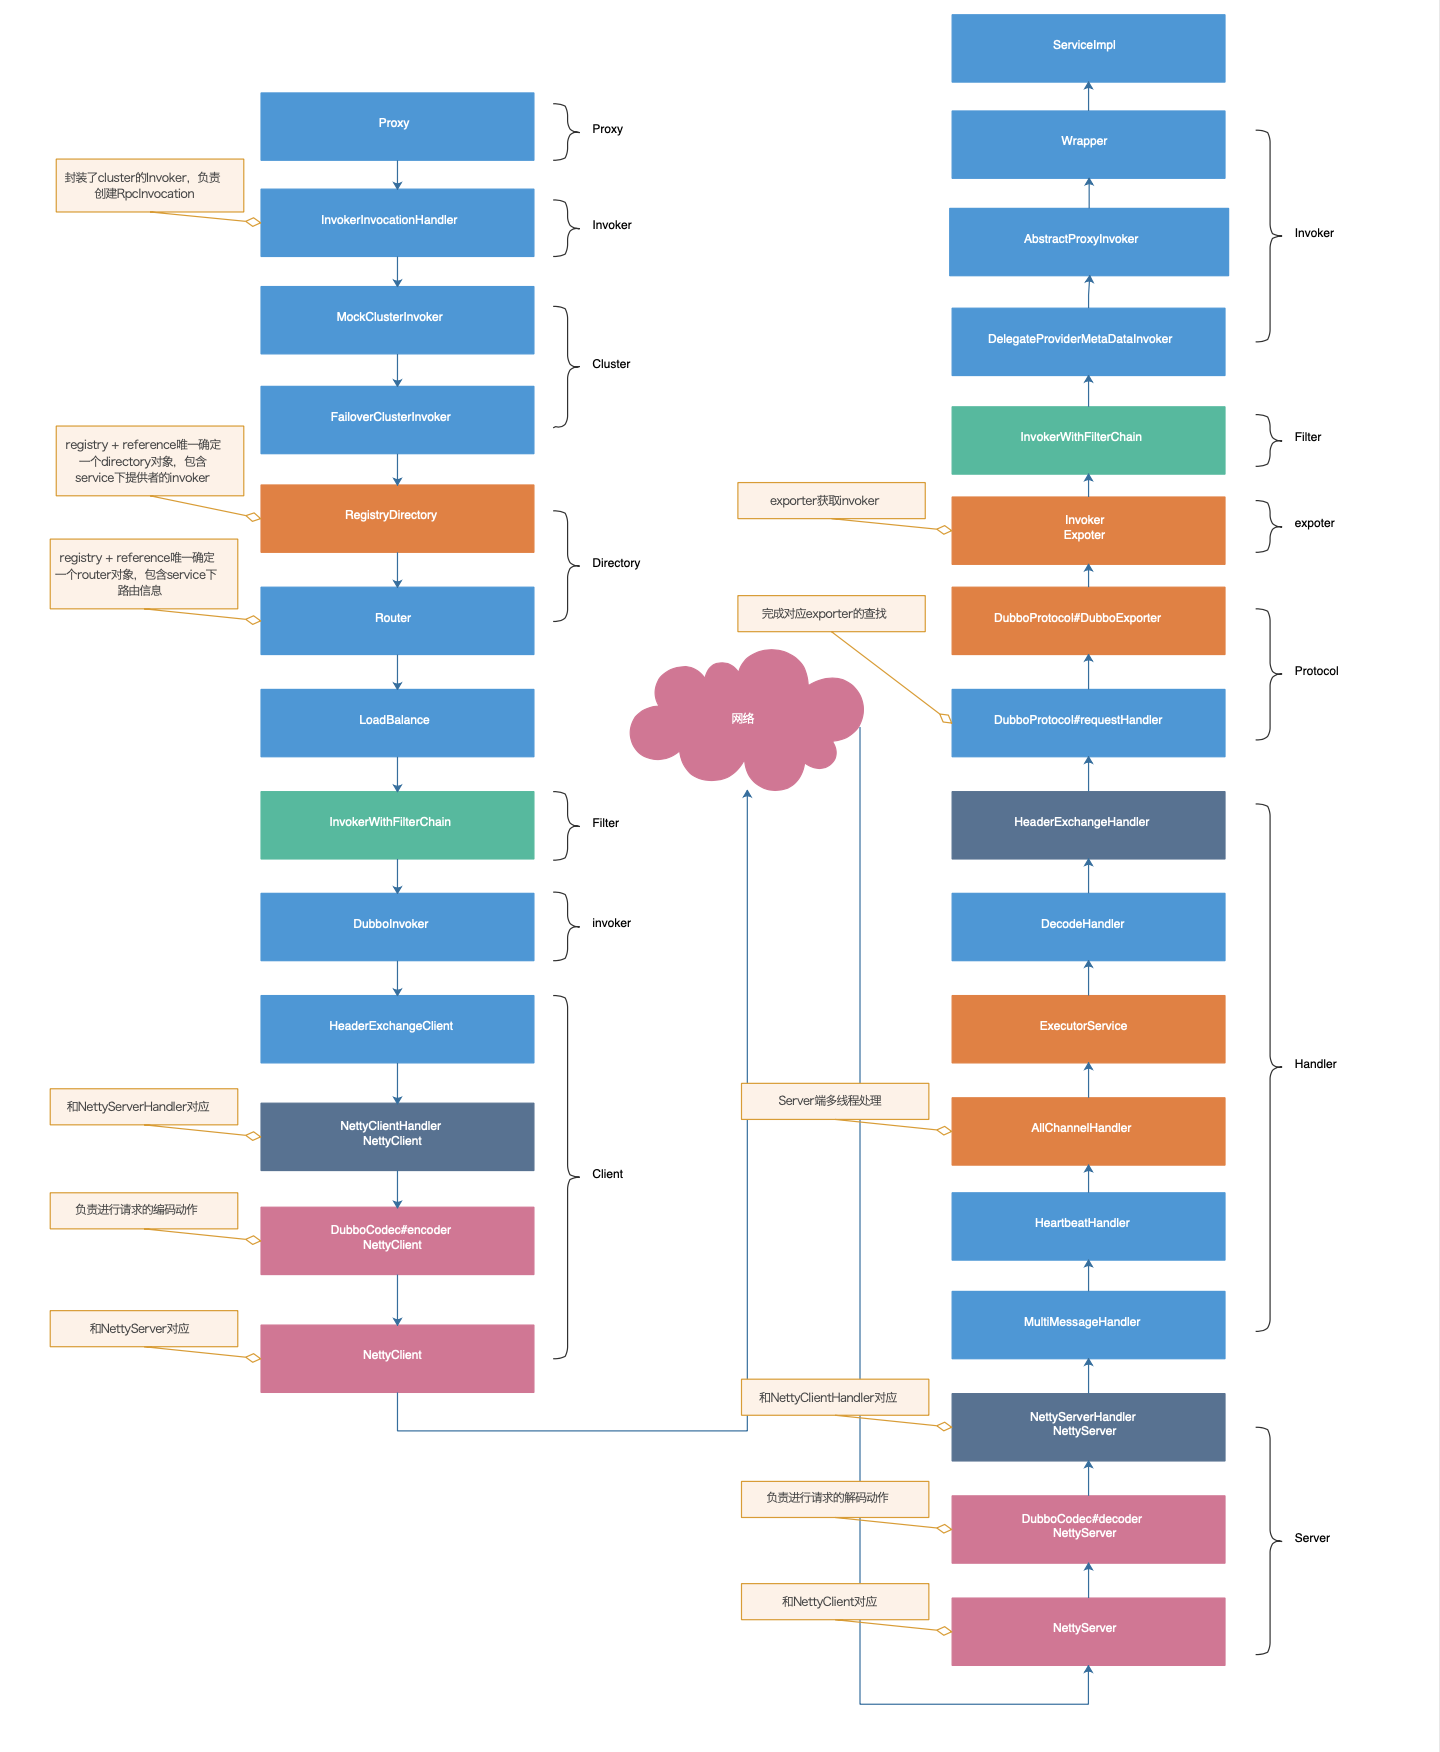 Proxy
Proxy
封装了cluster的Invoker，负责
创建RpcInvocation
InvokerInvocationHandler
Invoker
MockClusterInvoker
Cluster
FailoverClusterInvoker
registry + reference唯一确定
一个directory对象，包含
service下提供者的invoker
RegistryDirectory
Directory
registry + reference唯一确定
一个router对象，包含service下
路由信息
Router
LoadBalance
InvokerWithFilterChain
Filter
DubboInvoker
invoker
HeaderExchangeClient
和NettyServerHandler对应
NettyClientHandler
NettyClient
Client
负责进行请求的编码动作
DubboCodec#encoder
NettyClient
和NettyServer对应
NettyClient
网络
ServiceImpl
Wrapper
AbstractProxyInvoker
Invoker
DelegateProviderMetaDataInvoker
InvokerWithFilterChain
Filter
exporter获取invoker
Invoker
Expoter
expoter
完成对应exporter的查找
DubboProtocol#DubboExporter
Protocol
DubboProtocol#requestHandler
HeaderExchangeHandler
DecodeHandler
ExecutorService
Handler
Server端多线程处理
AllChannelHandler
HeartbeatHandler
MultiMessageHandler
和NettyClientHandler对应
NettyServerHandler
NettyServer
负责进行请求的解码动作
DubboCodec#decoder
NettyServer
Server
和NettyClient对应
NettyServer